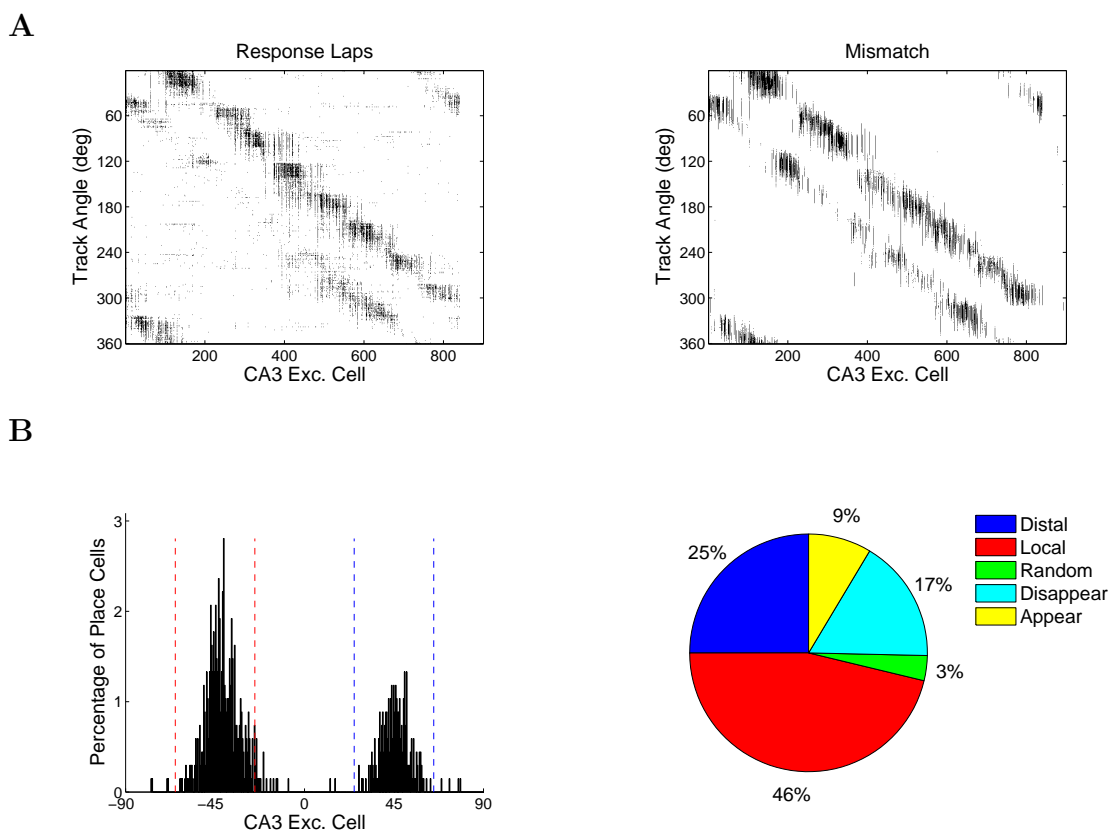 A
Response Laps
Track Angle (deg)
60
120
180
240
300
360
200 400 600 800
CA3 Exc. Cell
Mismatch
Track Angle (deg)
60
120
180
240
300
360
200 400 600 800
CA3 Exc. Cell
B
Percentage of Place Cells
3
2
1
0
−90 −45 0 45 90
CA3 Exc. Cell
25%
9%
17%
3%
46%
Distal
Local
Random
Disappear
Appear